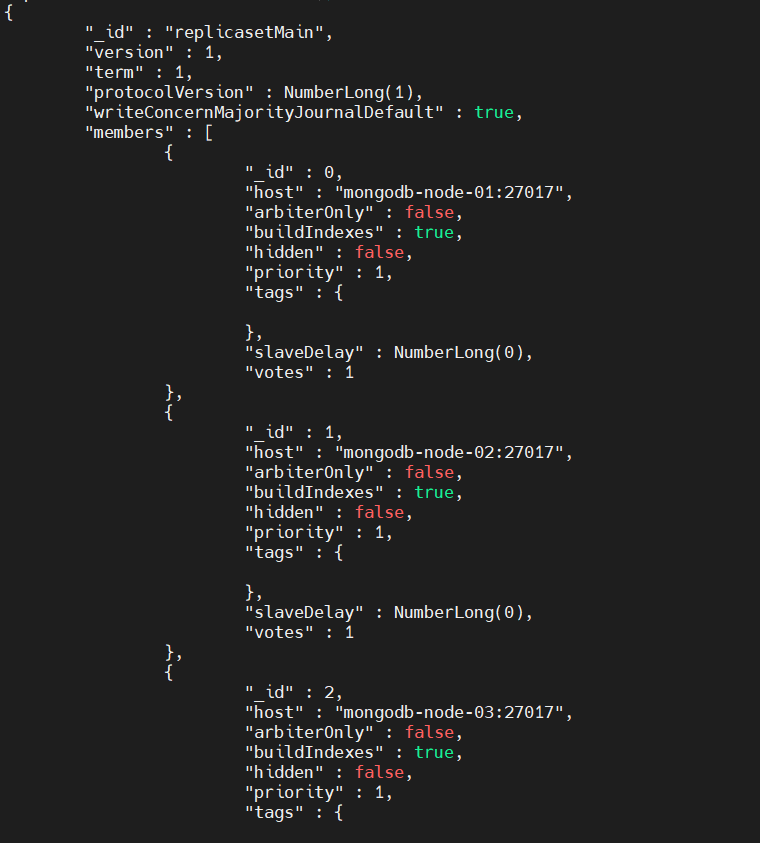 {
"_id" : "replicasetMain",
"version" : 1,
"term" : 1,
"protocolVersion" : NumberLong(1),
"writeConcernMajorityJournalDefault" : true,
"members" : [
{
"_id" : 0,
"host" : "mongodb-node-01:27017",
"arbiterOnly" : false,
"buildIndexes" : true,
"hidden" : false,
"priority" : 1,
"tags" : {
},
"slaveDelay" : NumberLong(0),
"votes" : 1
},
{
"_id" : 1,
"host" : "mongodb-node-02:27017",
"arbiterOnly" : false,
"buildIndexes" : true,
"hidden" : false,
"priority" : 1,
"tags" : {
},
"slaveDelay" : NumberLong(0),
"votes" : 1
},
{
"_id" : 2,
"host" : "mongodb-node-03:27017",
"arbiterOnly" : false,
"buildIndexes" : true,
"hidden" : false,
"priority" : 1,
"tags" : {